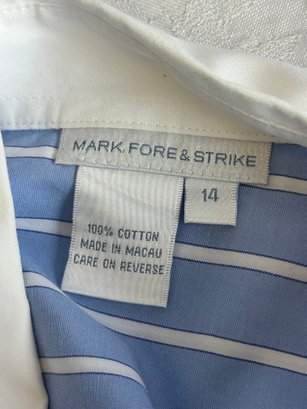 MARK, FORE & STRIKE
14
100% COTTON
MADE IN MACAU
CARE ON REVERSE